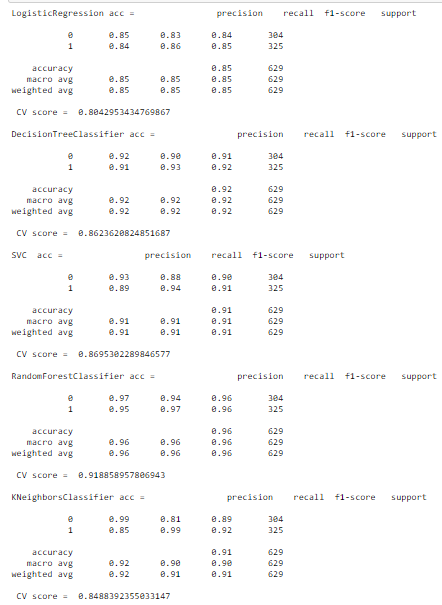 LogisticRegression acc =               precision    recall  f1-score   support
           0       0.85      0.83      0.84       304
           1       0.84      0.86      0.85       325
    accuracy                           0.85       629
   macro avg       0.85      0.85      0.85       629
weighted avg       0.85      0.85      0.85       629
CV score =  0.8042953434769867
DecisionTreeClassifier acc =               precision    recall  f1-score   support
           0       0.92      0.90      0.91       304
           1       0.91      0.93      0.92       325
    accuracy                           0.92       629
   macro avg       0.92      0.92      0.92       629
weighted avg       0.92      0.92      0.92       629
CV score =  0.8623620824851687
SVC  acc =               precision    recall  f1-score   support
           0       0.93      0.88      0.90       304
           1       0.89      0.94      0.91       325
    accuracy                           0.91       629
   macro avg       0.91      0.91      0.91       629
weighted avg       0.91      0.91      0.91       629
CV score =  0.8695302289846577
RandomForestClassifier acc =               precision    recall  f1-score   support
           0       0.97      0.94      0.96       304
           1       0.95      0.97      0.96       325
    accuracy                           0.96       629
   macro avg       0.96      0.96      0.96       629
weighted avg       0.96      0.96      0.96       629
CV score =  0.918858957806943
KNeighborsClassifier acc =               precision    recall  f1-score   support
           0       0.99      0.81      0.89       304
           1       0.85      0.99      0.92       325
    accuracy                           0.91       629
   macro avg       0.92      0.90      0.90       629
weighted avg       0.92      0.91      0.91       629
CV score =  0.8488392355033147